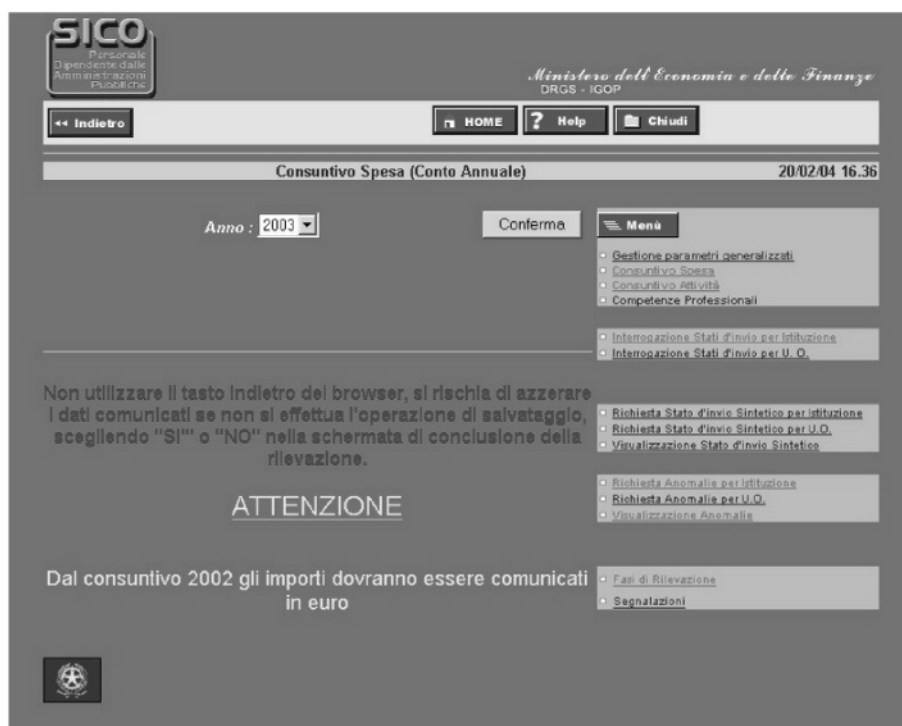 SICO
Personale
Dipendente dalle
Amministrazioni
Pubbliche
Ministero dell'Economia e delle Finanze
DRGS - IGOP
<< Indietro
HOME
? Help
Chiudi
Consuntivo Spesa (Conto Annuale)
20/02/04 16.36
Anno : 2003
Conferma
Menù
Gestione parametri generalizzati
Consuntivo Spesa
Consuntivo Attività
Competenze Professionali
Interrogazione Stati d'invio per Istituzione
Interrogazione Stati d'invio per U. O.
Non utilizzare il tasto indietro del browser, si rischia di azzerare
i dati comunicati se non si effettua l'operazione di salvataggio,
scegliendo "SI'" o "NO" nella schermata di conclusione della
rilevazione.
Richiesta Stato d'invio Sintetico per Istituzione
Richiesta Stato d'invio Sintetico per U.O.
Visualizzazione Stato d'invio Sintetico
Richiesta Anomalie per Istituzione
Richiesta Anomalie per U.O.
Visualizzazione Anomalie
ATTENZIONE
Dal consuntivo 2002 gli importi dovranno essere comunicati
in euro
Fasi di Rilevazione
Segnalazioni